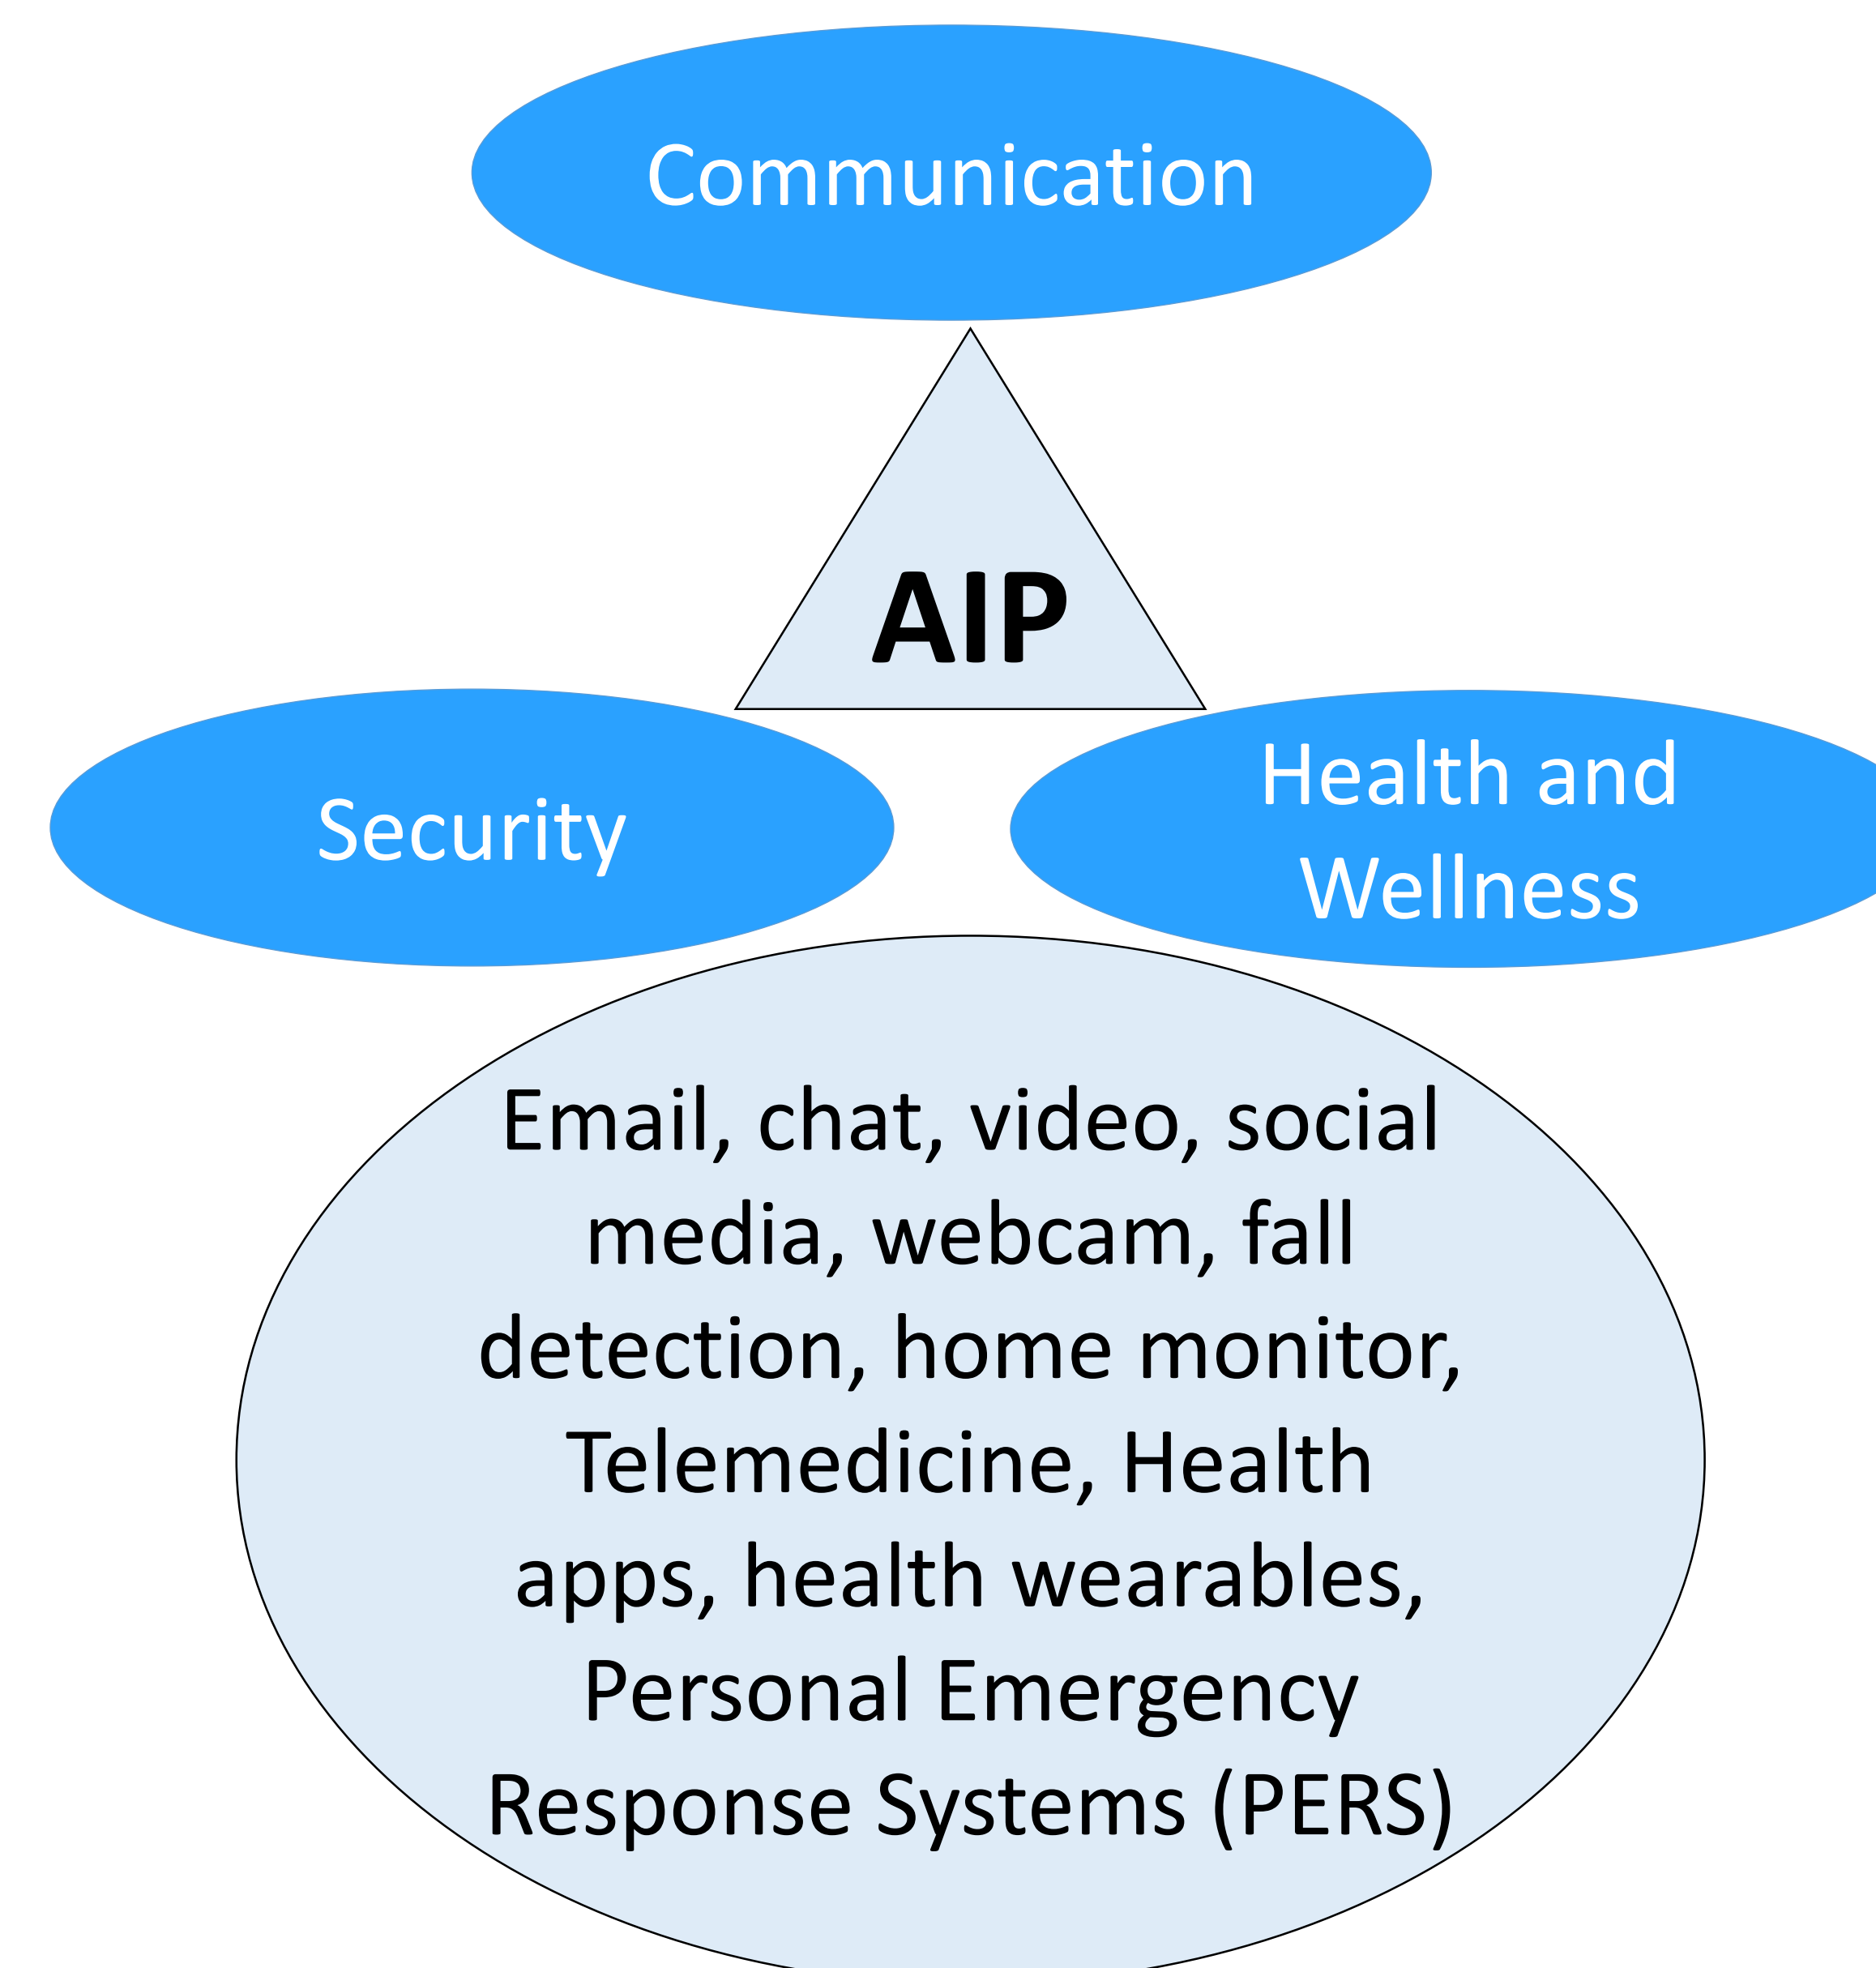 Communication
AIP
Security
Health and
Wellness
Email, chat, video, social
media, webcam, fall
detection, home monitor,
Telemedicine, Health
apps, health wearables,
Personal Emergency
Response Systems (PERS)